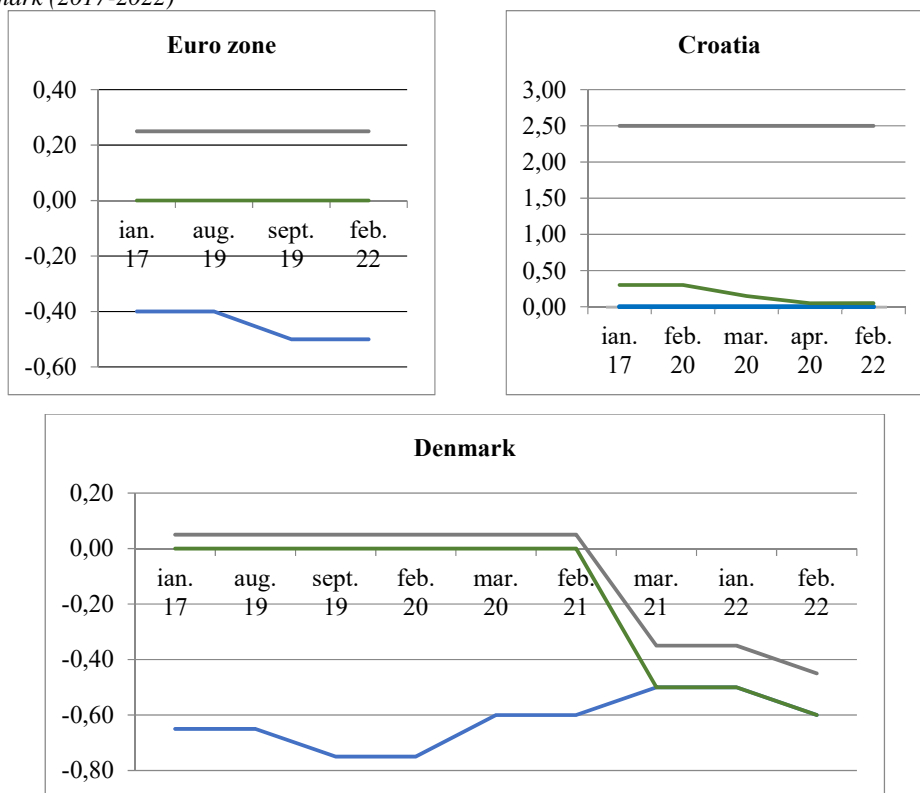 mark (2017-2022)
Euro zone
0,40
0,20
0,00
-0,20
-0,40
-0,60
ian. 17
aug. 19
sept. 19
feb. 22
Croatia
3,00
2,50
2,00
1,50
1,00
0,50
0,00
ian. 17
feb. 20
mar. 20
apr. 20
feb. 22
Denmark
0,20
0,00
-0,20
-0,40
-0,60
-0,80
ian. 17
aug. 19
sept. 19
feb. 20
mar. 20
feb. 21
mar. 21
ian. 22
feb. 22